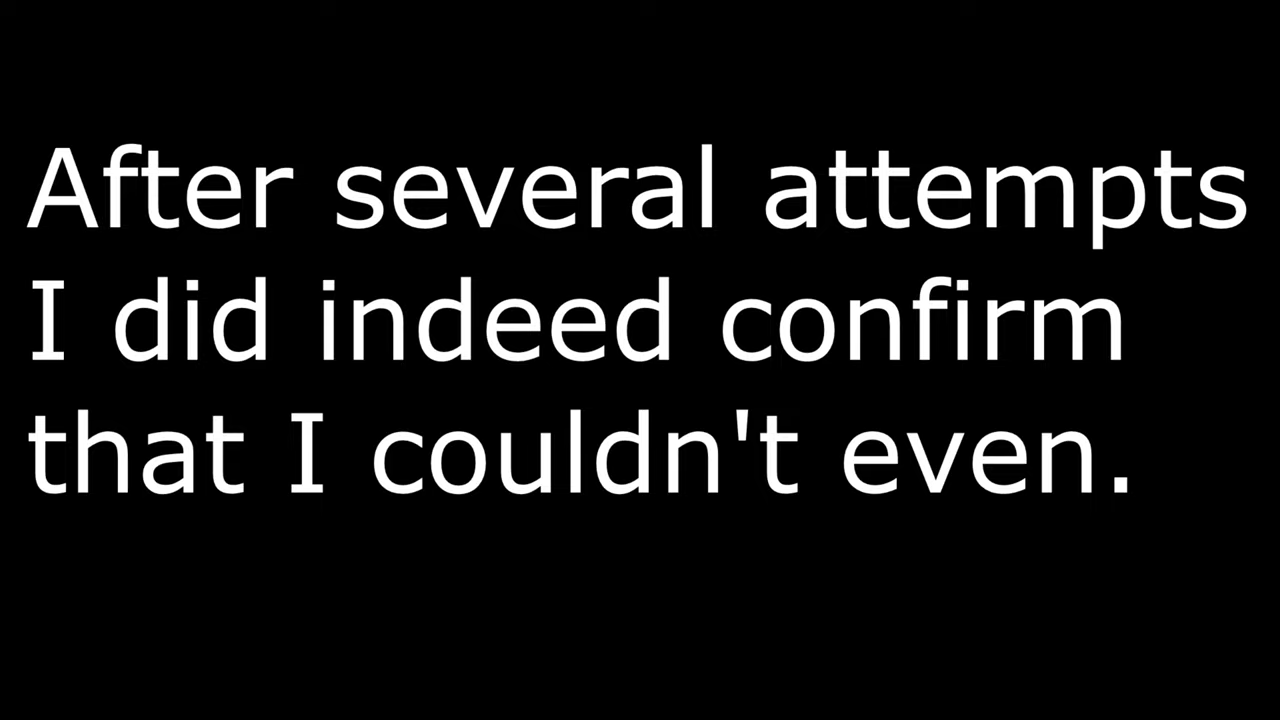 After several attempts
I did indeed confirm
that I couldn't even.